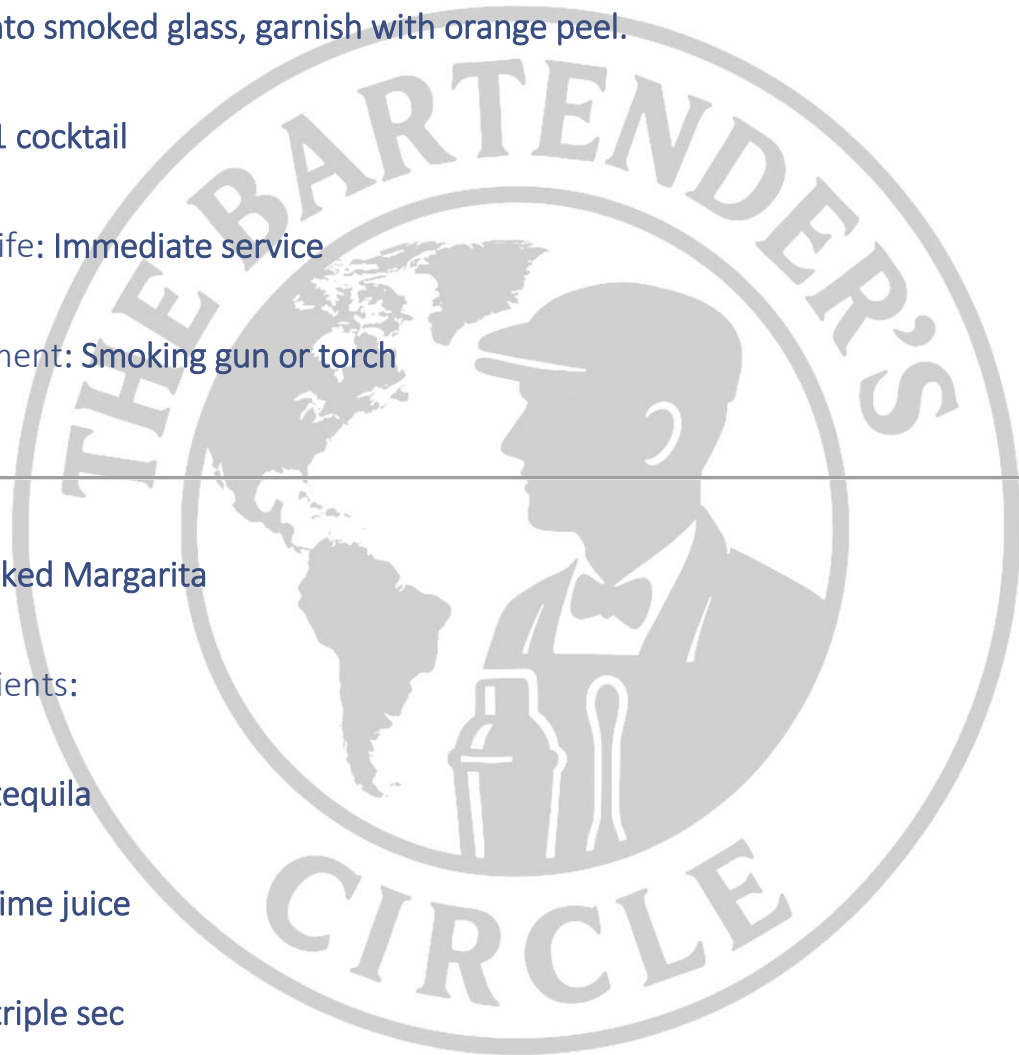 nto smoked glass, garnish with orange peel.
1 cocktail
ife: Immediate service
nent: Smoking gun or torch
ked Margarita
ients:
tequila
ime juice
triple sec
THE BARTENDER'S
CIRCLE